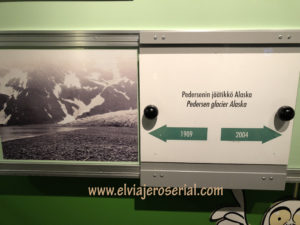 Pedersenin jäätikkö Alaska
Pedersen glacier Alaska
1909 2004
www.elviajeroserial.com